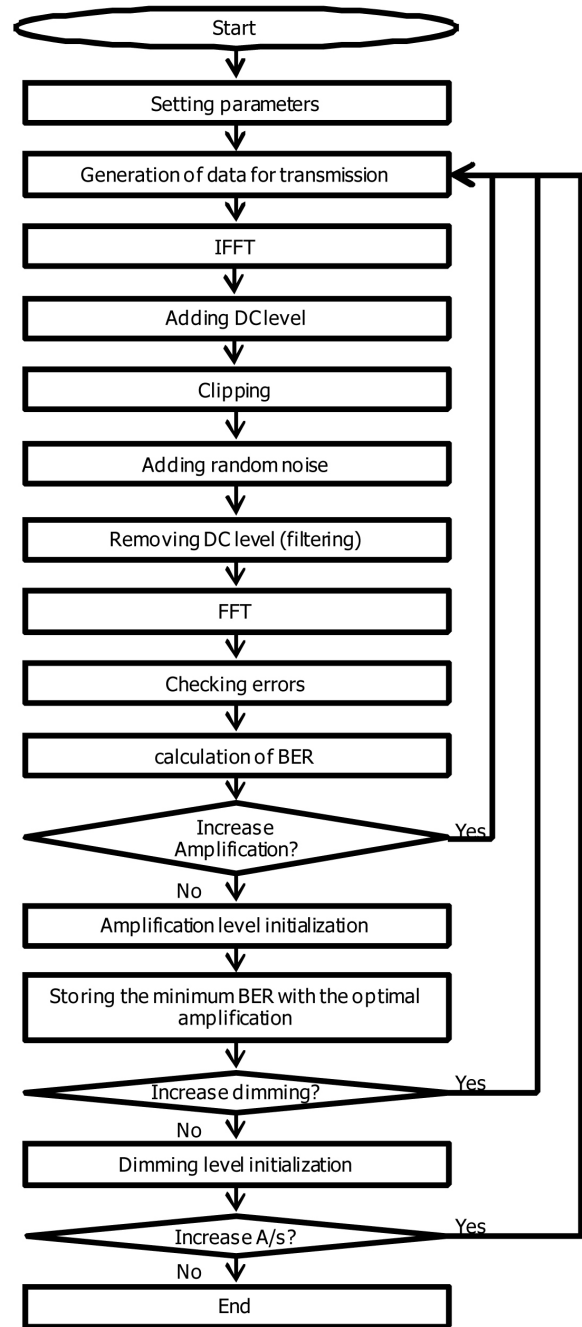 Start
Setting parameters
Generation of data for transmission
IFFT
Adding DC level
Clipping
Adding random noise
Removing DC level (filtering)
FFT
Checking errors
calculation of BER
Increase
Amplification?
Yes
No
Amplification level initialization
Storing the minimum BER with the optimal
amplification
Increase dimming?
Yes
No
Dimming level initialization
Increase A/s?
Yes
No
End